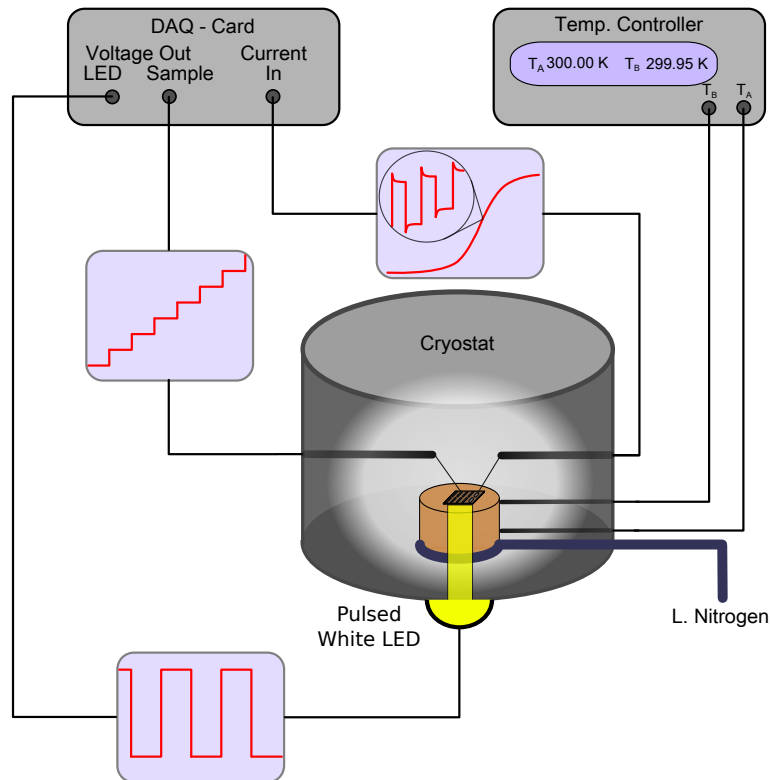 DAQ - Card
Voltage Out
LED Sample
Current
In
Temp. Controller
TA 300.00 K TB 299.95 K
TB TA
Cryostat
Pulsed
White LED
L. Nitrogen